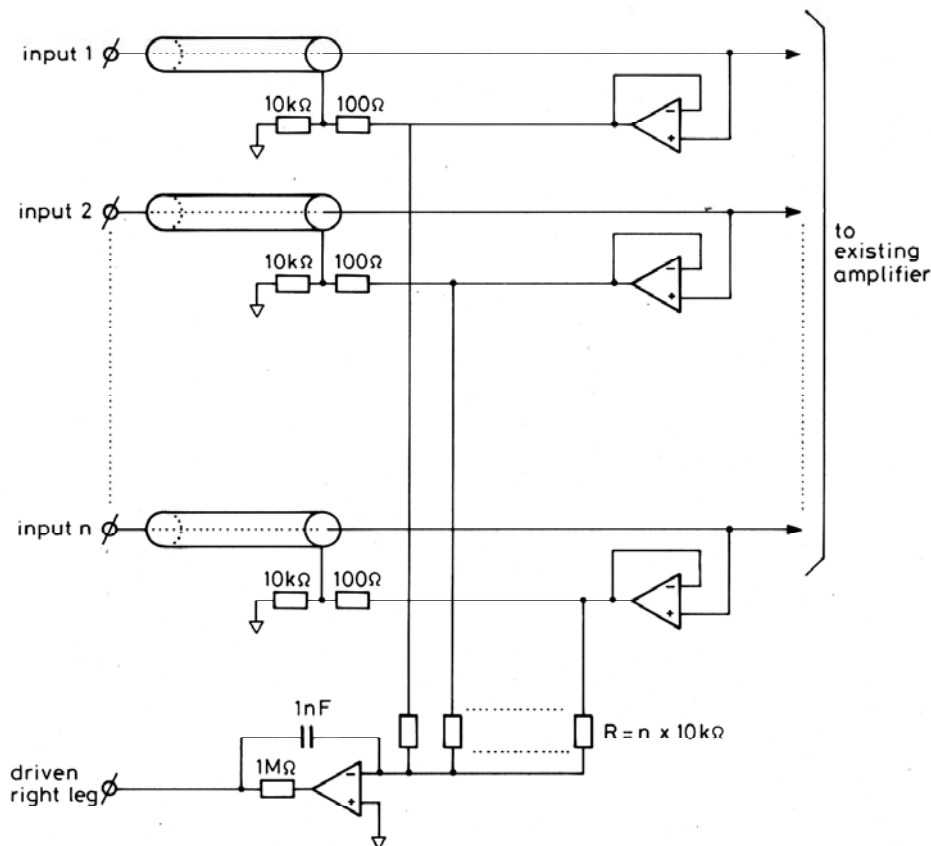 input 1
10kΩ 100Ω
-
+
input 2
10kΩ 100Ω
-
+
to
existing
amplifier
input n
10kΩ 100Ω
-
+
1nF
R = n x 10kΩ
driven
right leg
1MΩ
-
+